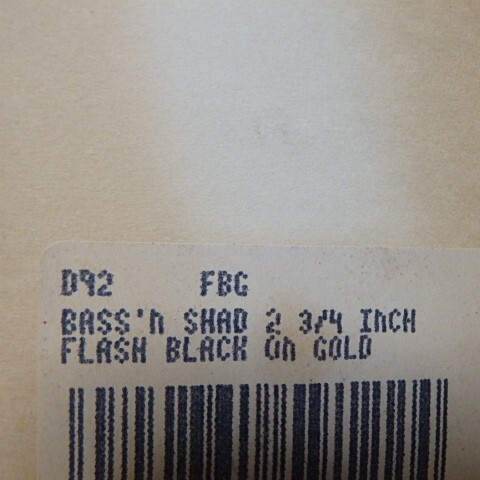 D92 FBG
BASS'n SHAD 2 3/4 InCH
FLASH BLACK On GOLD